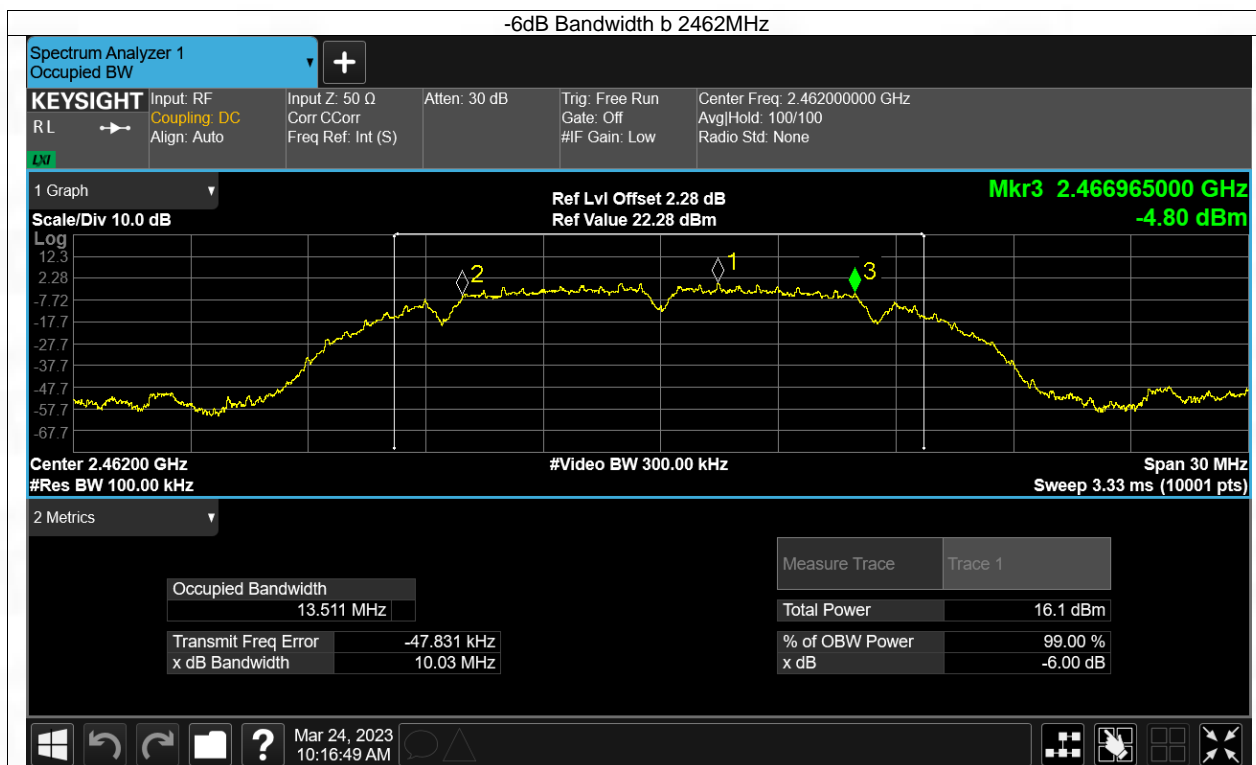 -6dB Bandwidth b 2462MHz
Spectrum Analyzer 1
Occupied BW
+
KEYSIGHT
R L
LXI
Input: RF
Coupling: DC
Align: Auto
Input Z: 50 Ω
Corr CCorr
Freq Ref: Int (S)
Atten: 30 dB
Trig: Free Run
Gate: Off
#IF Gain: Low
Center Freq: 2.462000000 GHz
Avg|Hold: 100/100
Radio Std: None
1 Graph
Scale/Div 10.0 dB
Ref Lvl Offset 2.28 dB
Ref Value 22.28 dBm
Mkr3 2.466965000 GHz
-4.80 dBm
Log
12.3
2.28
-7.72
-17.7
-27.7
-37.7
-47.7
-57.7
-67.7
2
1
3
Center 2.46200 GHz
#Res BW 100.00 kHz
#Video BW 300.00 kHz
Span 30 MHz
Sweep 3.33 ms (10001 pts)
2 Metrics
Occupied Bandwidth
13.511 MHz
Transmit Freq Error -47.831 kHz
x dB Bandwidth 10.03 MHz
Measure Trace Trace 1
Total Power 16.1 dBm
% of OBW Power 99.00 %
x dB -6.00 dB
?
Mar 24, 2023
10:16:49 AM